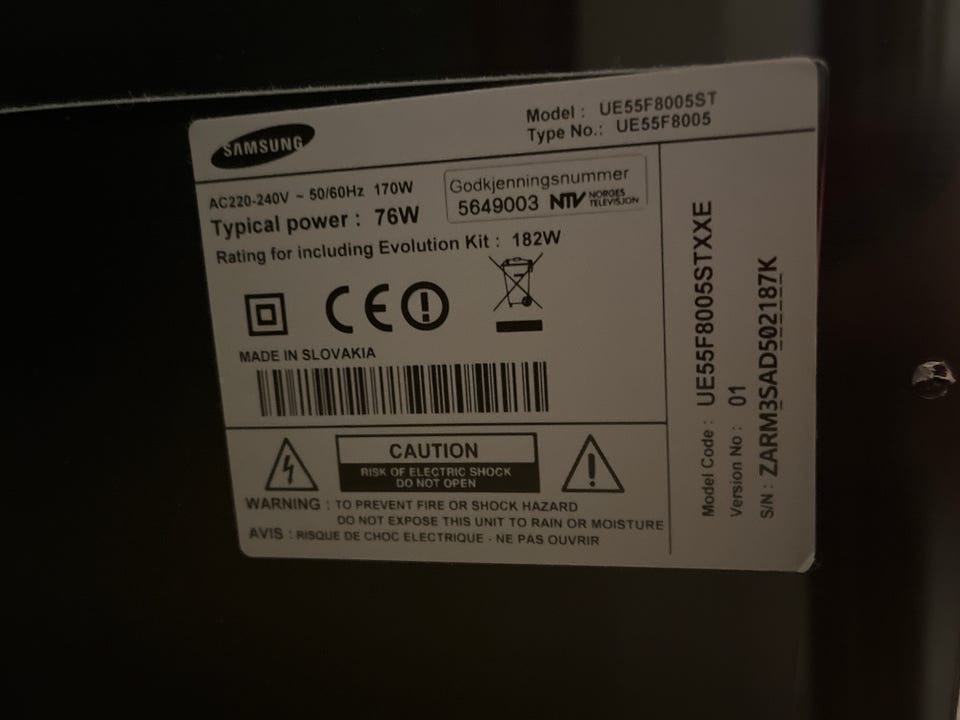 SAMSUNG
Model : UE55F8005ST
Type No.: UE55F8005
AC220-240V ~ 50/60Hz 170W
Typical power : 76W
Rating for including Evolution Kit : 182W
Godkjenningsnummer
5649003 NTV NORGES TELEVISJON
CE
MADE IN SLOVAKIA
CAUTION
RISK OF ELECTRIC SHOCK
DO NOT OPEN
WARNING : TO PREVENT FIRE OR SHOCK HAZARD
DO NOT EXPOSE THIS UNIT TO RAIN OR MOISTURE
AVIS : RISQUE DE CHOC ELECTRIQUE - NE PAS OUVRIR
Model Code : UE55F8005STXXE
Version No : 01
S/N : ZARM3SAD502187K